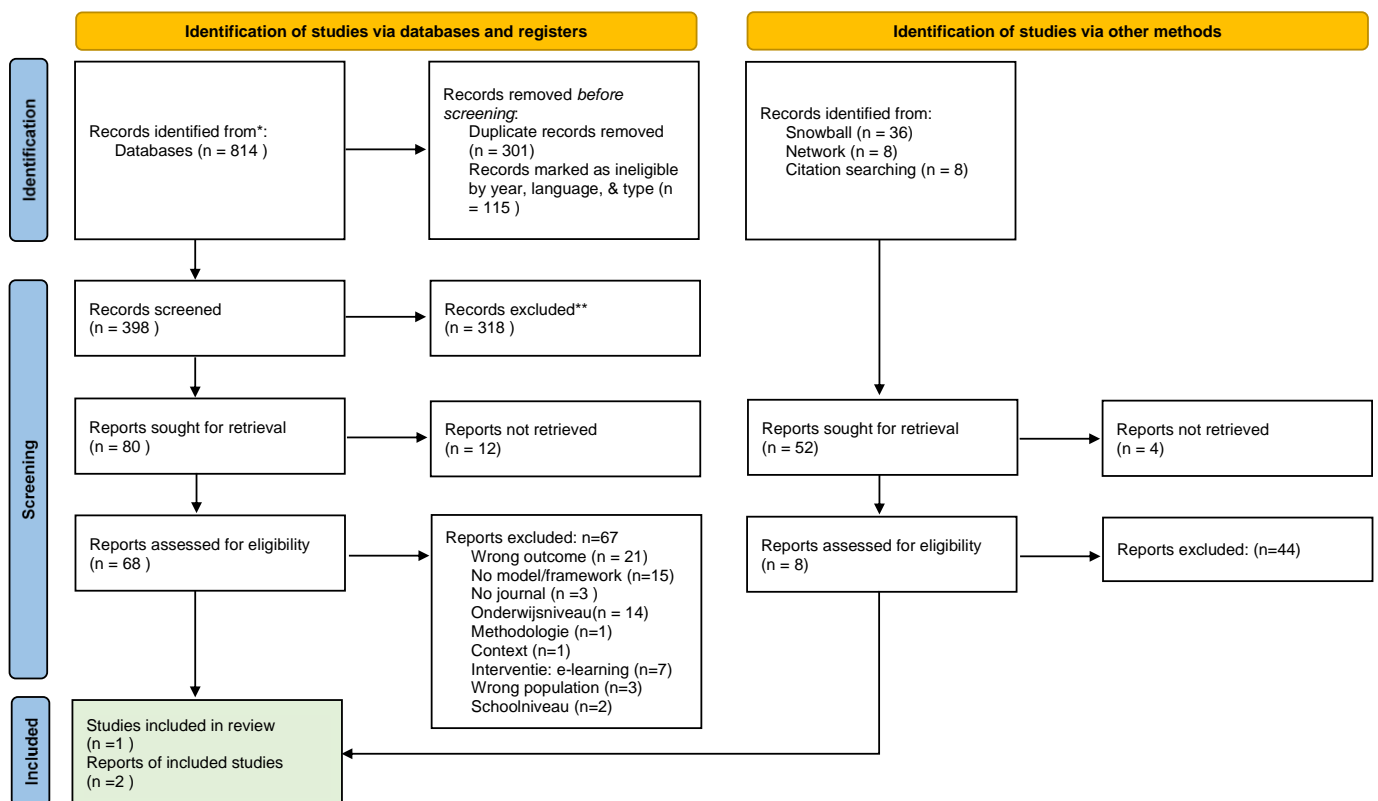 Identification of studies via databases and registers
Identification of studies via other methods
Identification
Records identified from*:
Databases (n = 814 )
Records removed before
screening:
Duplicate records removed
(n = 301)
Records marked as ineligible
by year, language, & type (n
= 115 )
Records identified from:
Snowball (n = 36)
Network (n = 8)
Citation searching (n = 8)
Screening
Records screened
(n = 398 )
Records excluded**
(n = 318 )
Reports sought for retrieval
(n = 80 )
Reports not retrieved
(n = 12)
Reports sought for retrieval
(n = 52)
Reports not retrieved
(n = 4)
Reports assessed for eligibility
(n = 68 )
Reports excluded: n=67
Wrong outcome (n = 21)
No model/framework (n=15)
No journal (n =3 )
Onderwijsniveau(n = 14)
Methodologie (n=1)
Context (n=1)
Interventie: e-learning (n=7)
Wrong population (n=3)
Schoolniveau (n=2)
Reports assessed for eligibility
(n = 8)
Reports excluded: (n=44)
Included
Studies included in review
(n =1 )
Reports of included studies
(n =2 )